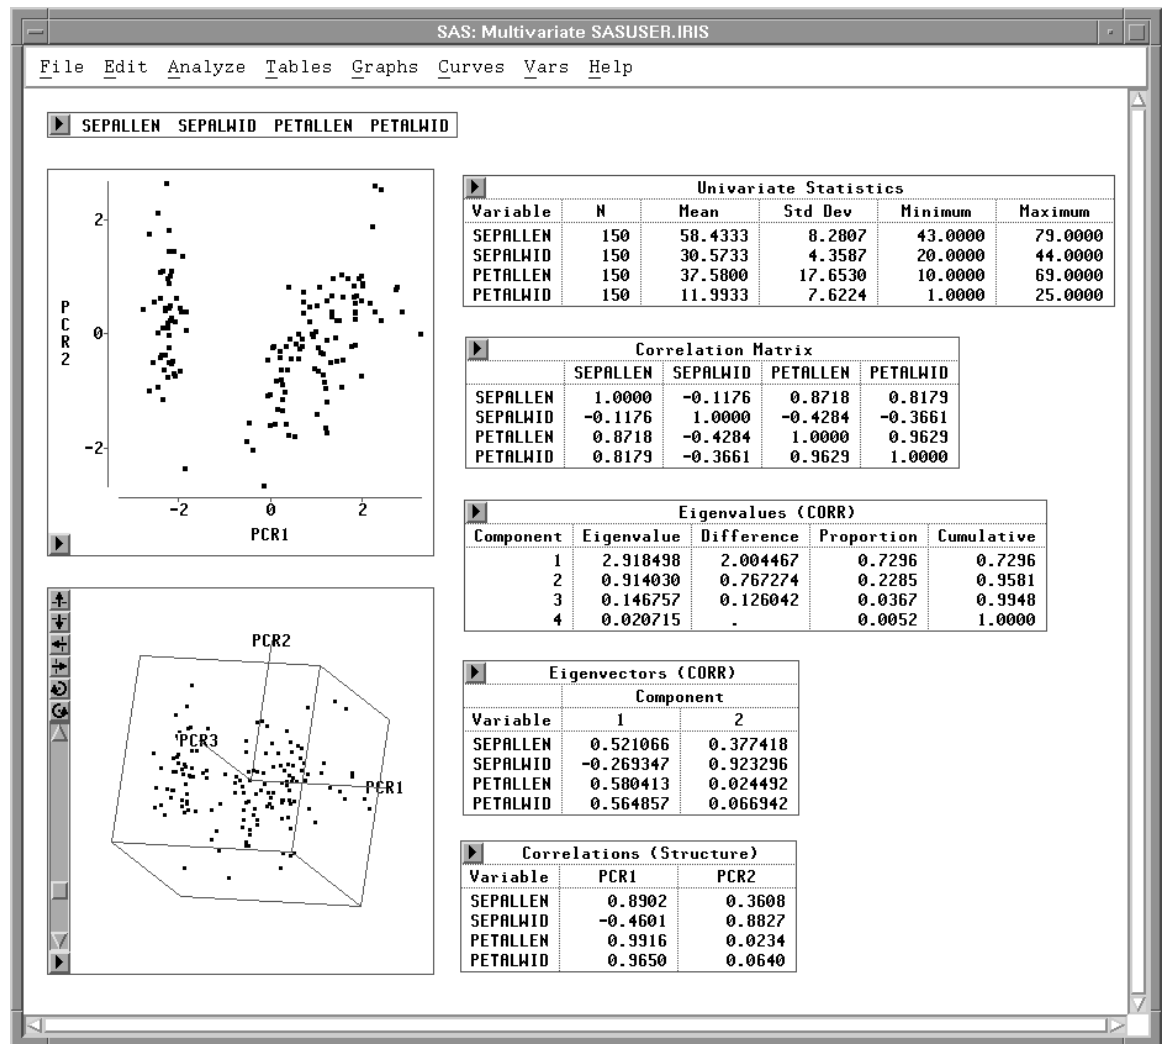 SAS: Multivariate SASUSER.IRIS
File Edit Analyze Tables Graphs Curves Vars Help
SEPALLEN SEPALWID PETALLEN PETALWID
PCR2
2
0
-2
-2 0 2
PCR1
PCR2
PCR3
PCR1
Univariate Statistics
Variable N Mean Std Dev Minimum Maximum
SEPALLEN 150 58.4333 8.2807 43.0000 79.0000
SEPALWID 150 30.5733 4.3587 20.0000 44.0000
PETALLEN 150 37.5800 17.6530 10.0000 69.0000
PETALWID 150 11.9933 7.6224 1.0000 25.0000
Correlation Matrix
SEPALLEN SEPALWID PETALLEN PETALWID
SEPALLEN 1.0000 -0.1176 0.8718 0.8179
SEPALWID -0.1176 1.0000 -0.4284 -0.3661
PETALLEN 0.8718 -0.4284 1.0000 0.9629
PETALWID 0.8179 -0.3661 0.9629 1.0000
Eigenvalues (CORR)
Component Eigenvalue Difference Proportion Cumulative
1 2.918498 2.004467 0.7296 0.7296
2 0.914030 0.767274 0.2285 0.9581
3 0.146757 0.126042 0.0367 0.9948
4 0.020715 . 0.0052 1.0000
Eigenvectors (CORR)
Component
Variable 1 2
SEPALLEN 0.521066 0.377418
SEPALWID -0.269347 0.923296
PETALLEN 0.580413 0.024492
PETALWID 0.564857 0.066942
Correlations (Structure)
Variable PCR1 PCR2
SEPALLEN 0.8902 0.3608
SEPALWID -0.4601 0.8827
PETALLEN 0.9916 0.0234
PETALWID 0.9650 0.0640